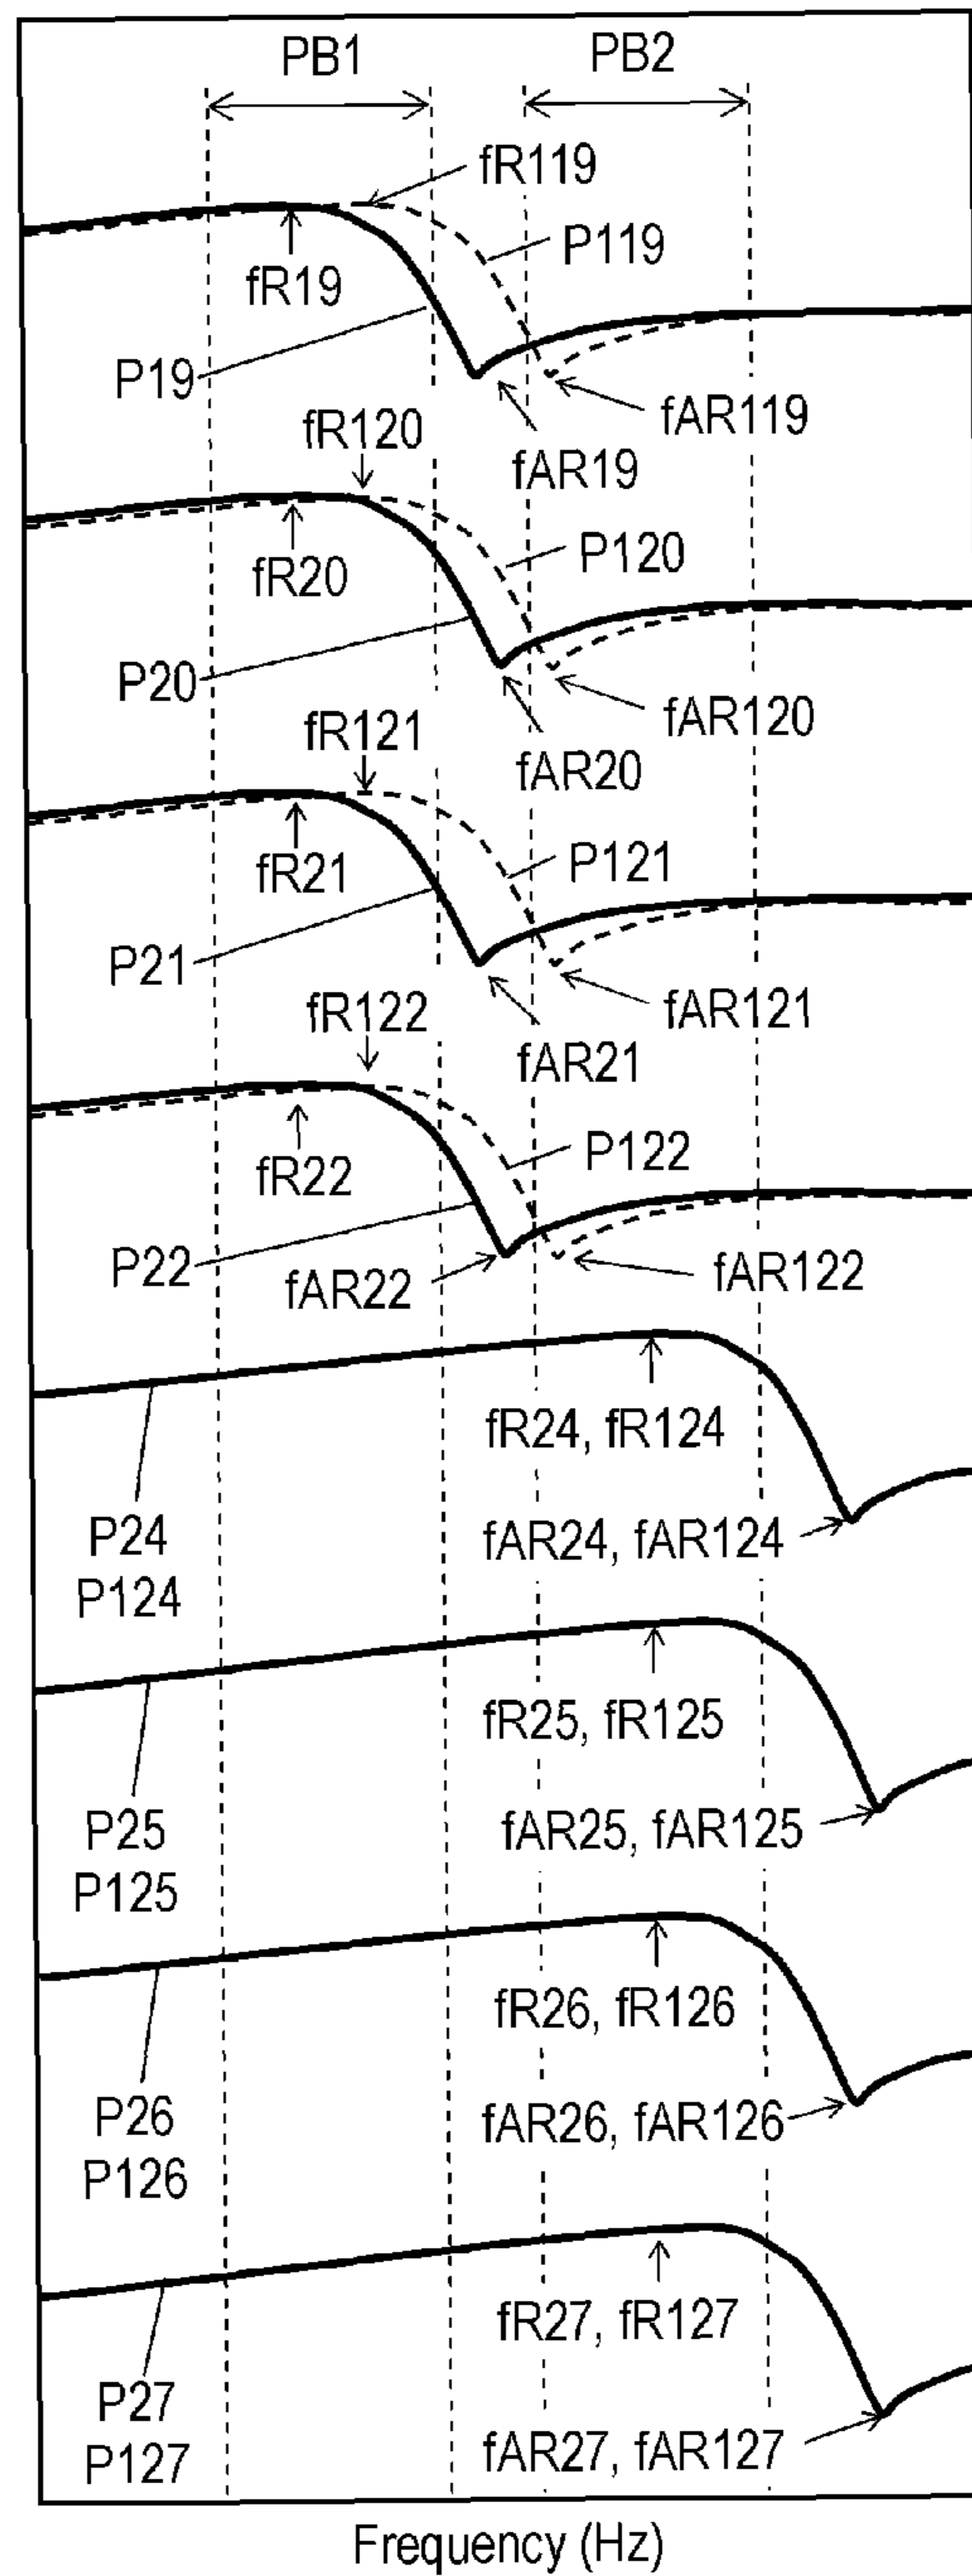 PB1
PB2
fR119
P119
fR19
P19
fAR119
fAR19
fR120
P120
fR20
P20
fAR120
fAR20
fR121
P121
fR21
P21
fAR121
fAR21
fR122
P122
fR22
P22
fAR22
fAR122
fR24, fR124
P24
fAR24, fAR124
P124
fR25, fR125
P25
fAR25, fAR125
P125
fR26, fR126
P26
fAR26, fAR126
P126
fR27, fR127
P27
fAR27, fAR127
P127
Frequency (Hz)